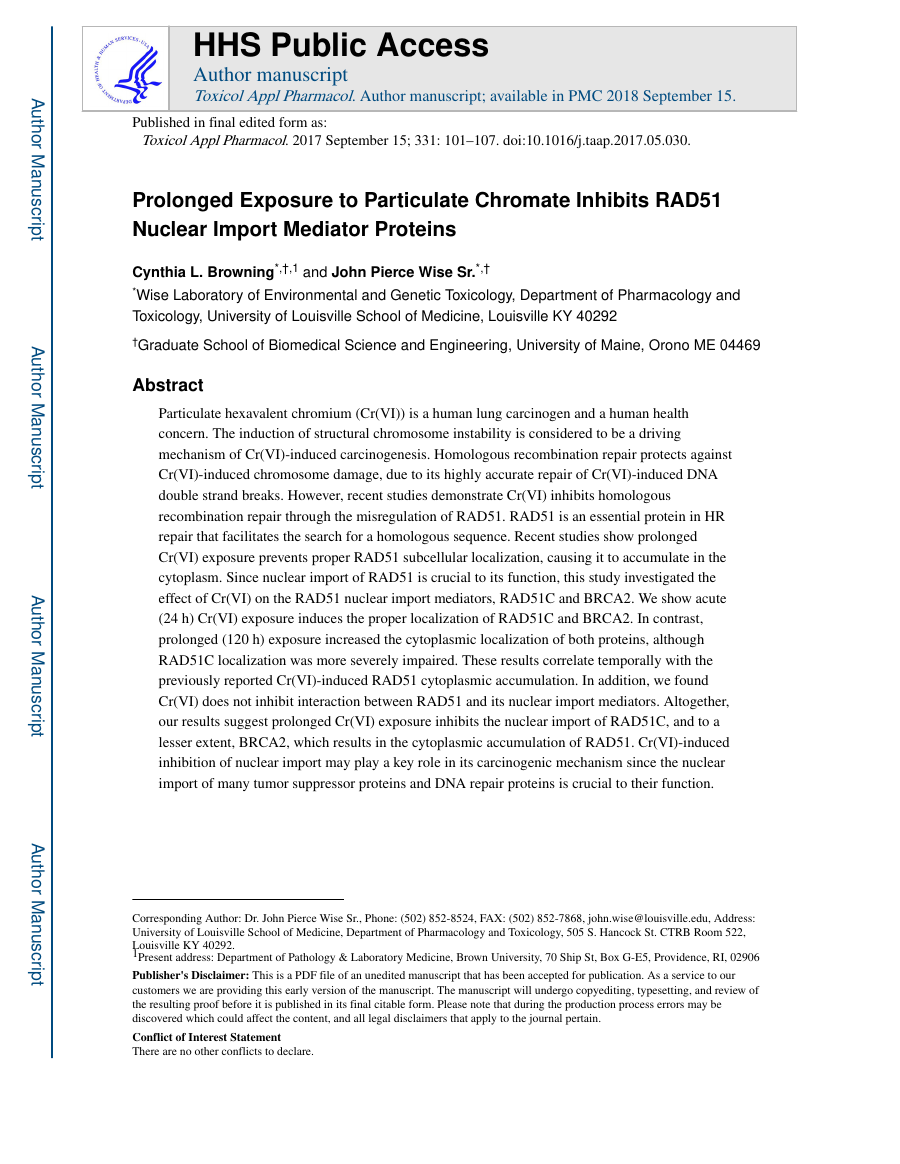 HHS Public Access
Author manuscript
Toxicol Appl Pharmacol. Author manuscript; available in PMC 2018 September 15.
Published in final edited form as:
Toxicol Appl Pharmacol. 2017 September 15; 331: 101–107. doi:10.1016/j.taap.2017.05.030.
Prolonged Exposure to Particulate Chromate Inhibits RAD51
Nuclear Import Mediator Proteins
Cynthia L. Browning*,†,1 and John Pierce Wise Sr.*,†
*Wise Laboratory of Environmental and Genetic Toxicology, Department of Pharmacology and
Toxicology, University of Louisville School of Medicine, Louisville KY 40292
†Graduate School of Biomedical Science and Engineering, University of Maine, Orono ME 04469
Abstract
Particulate hexavalent chromium (Cr(VI)) is a human lung carcinogen and a human health
concern. The induction of structural chromosome instability is considered to be a driving
mechanism of Cr(VI)-induced carcinogenesis. Homologous recombination repair protects against
Cr(VI)-induced chromosome damage, due to its highly accurate repair of Cr(VI)-induced DNA
double strand breaks. However, recent studies demonstrate Cr(VI) inhibits homologous
recombination repair through the misregulation of RAD51. RAD51 is an essential protein in HR
repair that facilitates the search for a homologous sequence. Recent studies show prolonged
Cr(VI) exposure prevents proper RAD51 subcellular localization, causing it to accumulate in the
cytoplasm. Since nuclear import of RAD51 is crucial to its function, this study investigated the
effect of Cr(VI) on the RAD51 nuclear import mediators, RAD51C and BRCA2. We show acute
(24 h) Cr(VI) exposure induces the proper localization of RAD51C and BRCA2. In contrast,
prolonged (120 h) exposure increased the cytoplasmic localization of both proteins, although
RAD51C localization was more severely impaired. These results correlate temporally with the
previously reported Cr(VI)-induced RAD51 cytoplasmic accumulation. In addition, we found
Cr(VI) does not inhibit interaction between RAD51 and its nuclear import mediators. Altogether,
our results suggest prolonged Cr(VI) exposure inhibits the nuclear import of RAD51C, and to a
lesser extent, BRCA2, which results in the cytoplasmic accumulation of RAD51. Cr(VI)-induced
inhibition of nuclear import may play a key role in its carcinogenic mechanism since the nuclear
import of many tumor suppressor proteins and DNA repair proteins is crucial to their function.
Corresponding Author: Dr. John Pierce Wise Sr., Phone: (502) 852-8524, FAX: (502) 852-7868, john.wise@louisville.edu, Address:
University of Louisville School of Medicine, Department of Pharmacology and Toxicology, 505 S. Hancock St. CTRB Room 522,
Louisville KY 40292.
1Present address: Department of Pathology & Laboratory Medicine, Brown University, 70 Ship St, Box G-E5, Providence, RI, 02906
Publisher's Disclaimer: This is a PDF file of an unedited manuscript that has been accepted for publication. As a service to our
customers we are providing this early version of the manuscript. The manuscript will undergo copyediting, typesetting, and review of
the resulting proof before it is published in its final citable form. Please note that during the production process errors may be
discovered which could affect the content, and all legal disclaimers that apply to the journal pertain.
Conflict of Interest Statement
There are no other conflicts to declare.
Author Manuscript
Author Manuscript
Author Manuscript
Author Manuscript
DEPARTMENT OF HEALTH & HUMAN SERVICES · USA